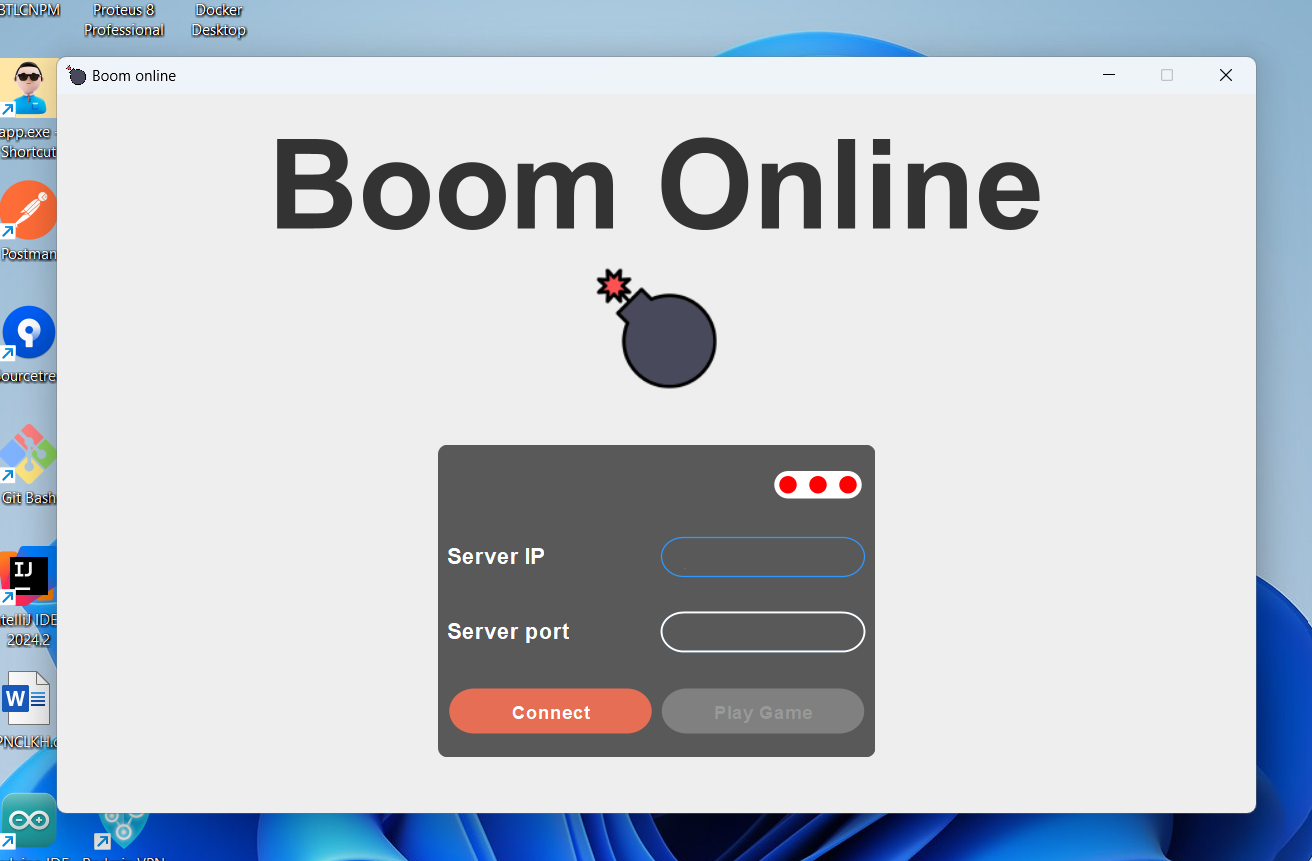 BTLCNPM
Proteus 8
Professional
Docker
Desktop
Boom online
app.exe -
Shortcut
Boom Online
Postman
ourcetre
Git Bash
Server IP
IJ
Server port
telliJ IDE
2024.2
W
Connect
Play Game
PNCLKH.